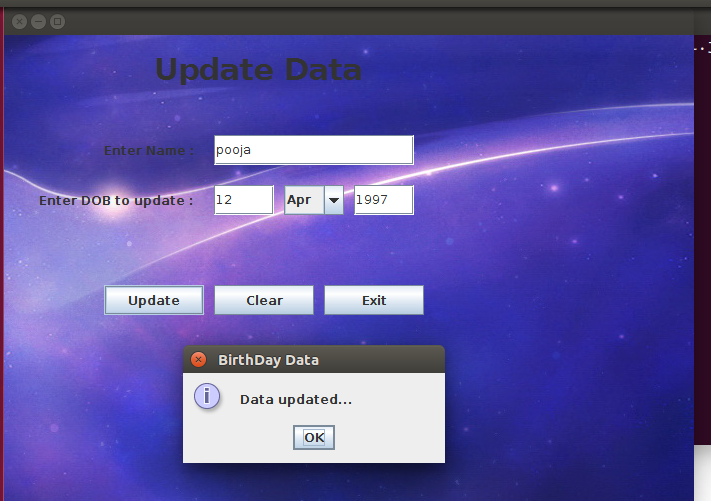 Update Data
Enter Name : pooja
Enter DOB to update : 12 Apr 1997
Update Clear Exit
BirthDay Data
i Data updated...
OK